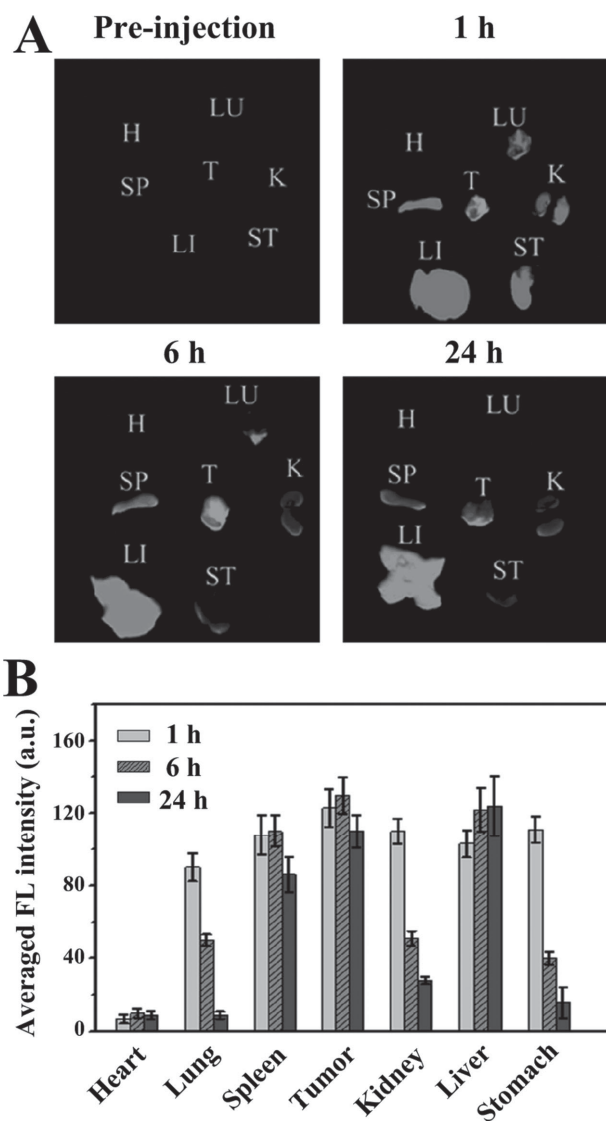 A
Pre-injection 1 h
LU
H
SP T K
LI ST
LU
H
SP T K
LI ST
6 h 24 h
LU
H
SP T K
LI ST
LU
H
SP T K
LI ST
B
Averaged FL intensity (a.u.)
160
120
80
40
0
1 h
6 h
24 h
Heart Lung Spleen Tumor Kidney Liver Stomach